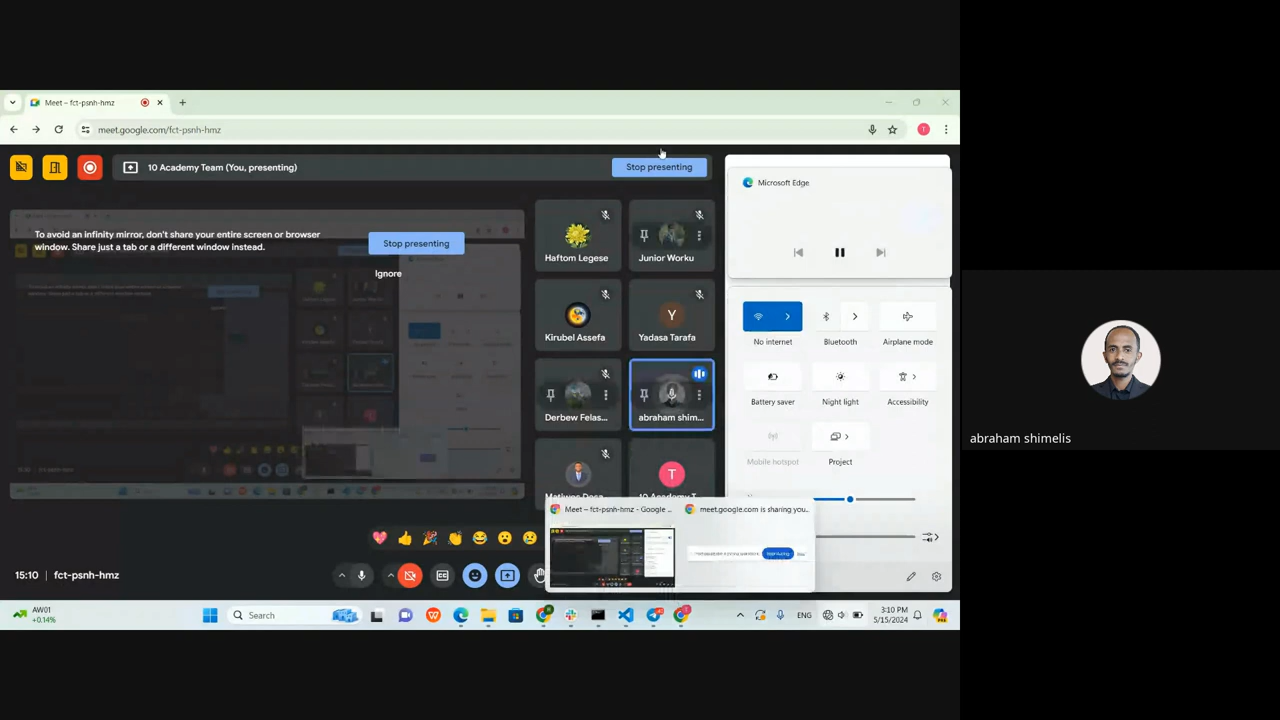 Meet – fct-psnh-hmz
meet.google.com/fct-psnh-hmz
10 Academy Team (You, presenting)
Stop presenting
To avoid an infinity mirror, don't share your entire screen or browser
window. Share just a tab or a different window instead.
Stop presenting
Ignore
Haftom Legese
Junior Worku
Kirubel Assefa
Y
Yadasa Tarafa
Derbew Felas...
abraham shim...
T
Microsoft Edge
No internet
Bluetooth
Airplane mode
Battery saver
Night light
Accessibility
Mobile hotspot
Project
Meet – fct-psnh-hmz - Google ...
meet.google.com is sharing you...
15:10
fct-psnh-hmz
AW01
+0.14%
Search
ENG
3:10 PM
5/15/2024
abraham shimelis